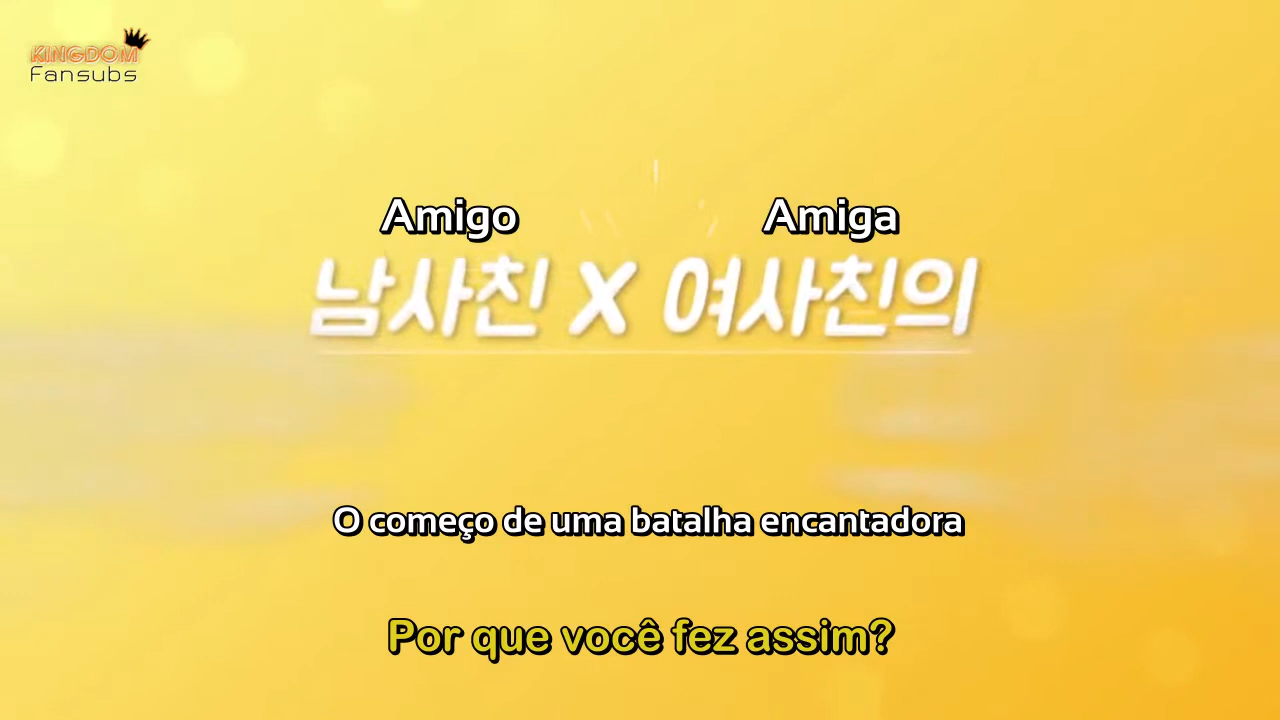 KINGDOM
Fansubs
Amigo Amiga
남사친 X 여사친의
O começo de uma batalha encantadora
Por que você fez assim?